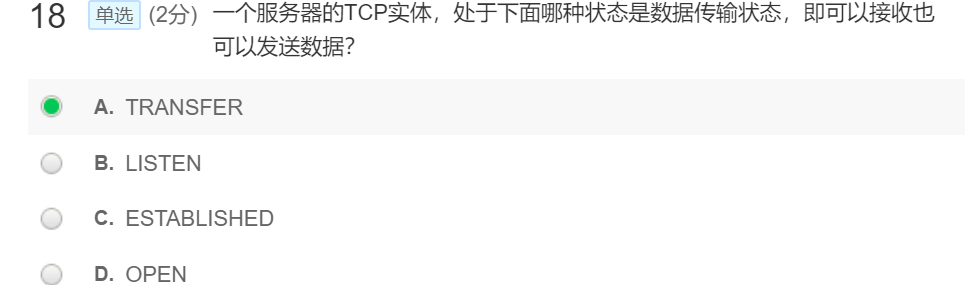 18 单选 (2分) 一个服务器的TCP实体，处于下面哪种状态是数据传输状态，即可以接收也
可以发送数据？
A. TRANSFER
B. LISTEN
C. ESTABLISHED
D. OPEN